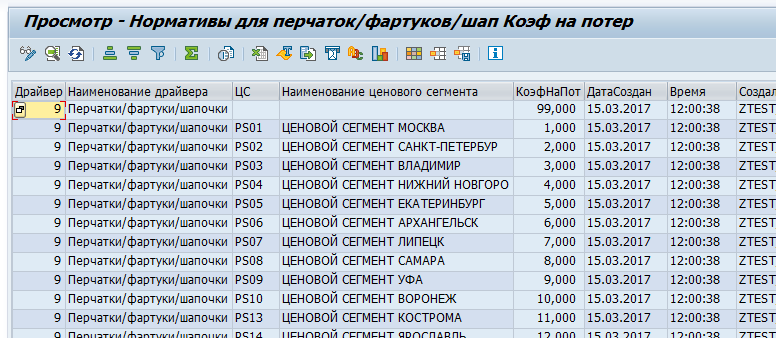 Просмотр - Нормативы для перчаток/фартуков/шап Коэф на потер
Драйвер Наименование драйвера ЦС Наименование ценового сегмента КоэфНаПот ДатаСоздан Время Создал
9 Перчатки/фартуки/шапочки 99,000 15.03.2017 12:00:38 ZTEST
9 Перчатки/фартуки/шапочки PS01 ЦЕНОВОЙ СЕГМЕНТ МОСКВА 1,000 15.03.2017 12:00:38 ZTEST
9 Перчатки/фартуки/шапочки PS02 ЦЕНОВОЙ СЕГМЕНТ САНКТ-ПЕТЕРБУР 2,000 15.03.2017 12:00:38 ZTEST
9 Перчатки/фартуки/шапочки PS03 ЦЕНОВОЙ СЕГМЕНТ ВЛАДИМИР 3,000 15.03.2017 12:00:38 ZTEST
9 Перчатки/фартуки/шапочки PS04 ЦЕНОВОЙ СЕГМЕНТ НИЖНИЙ НОВГОРО 4,000 15.03.2017 12:00:38 ZTEST
9 Перчатки/фартуки/шапочки PS05 ЦЕНОВОЙ СЕГМЕНТ ЕКАТЕРИНБУРГ 5,000 15.03.2017 12:00:38 ZTEST
9 Перчатки/фартуки/шапочки PS06 ЦЕНОВОЙ СЕГМЕНТ АРХАНГЕЛЬСК 6,000 15.03.2017 12:00:38 ZTEST
9 Перчатки/фартуки/шапочки PS07 ЦЕНОВОЙ СЕГМЕНТ ЛИПЕЦК 7,000 15.03.2017 12:00:38 ZTEST
9 Перчатки/фартуки/шапочки PS08 ЦЕНОВОЙ СЕГМЕНТ САМАРА 8,000 15.03.2017 12:00:38 ZTEST
9 Перчатки/фартуки/шапочки PS09 ЦЕНОВОЙ СЕГМЕНТ УФА 9,000 15.03.2017 12:00:38 ZTEST
9 Перчатки/фартуки/шапочки PS10 ЦЕНОВОЙ СЕГМЕНТ ВОРОНЕЖ 10,000 15.03.2017 12:00:38 ZTEST
9 Перчатки/фартуки/шапочки PS13 ЦЕНОВОЙ СЕГМЕНТ КОСТРОМА 11,000 15.03.2017 12:00:38 ZTEST
9 Перчатки/фартуки/шапочки PS14 ЦЕНОВОЙ СЕГМЕНТ ЯРОСЛАВЛЬ 12,000 15.03.2017 12:00:38 ZTEST